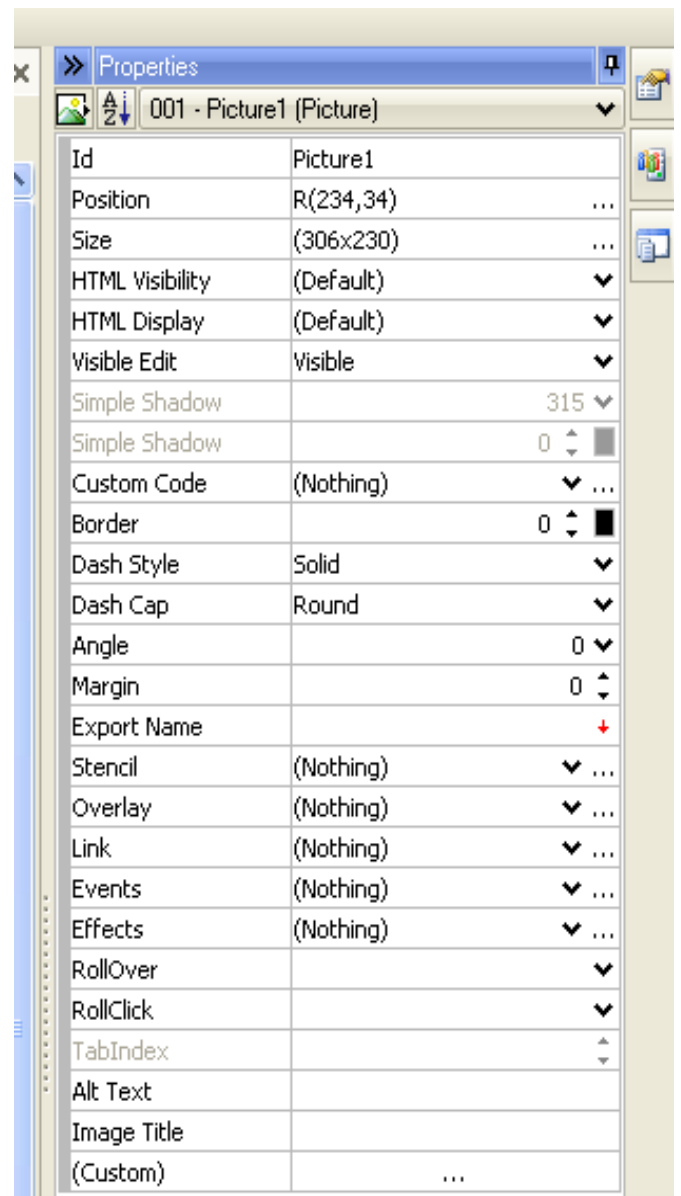 Properties
001 - Picture1 (Picture)
Id Picture1
Position R(234,34) ...
Size (306x230) ...
HTML Visibility (Default)
HTML Display (Default)
Visible Edit Visible
Simple Shadow 315
Simple Shadow 0
Custom Code (Nothing) ...
Border 0
Dash Style Solid
Dash Cap Round
Angle 0
Margin 0
Export Name
Stencil (Nothing) ...
Overlay (Nothing) ...
Link (Nothing) ...
Events (Nothing) ...
Effects (Nothing) ...
RollOver
RollClick
TabIndex
Alt Text
Image Title
(Custom) ...